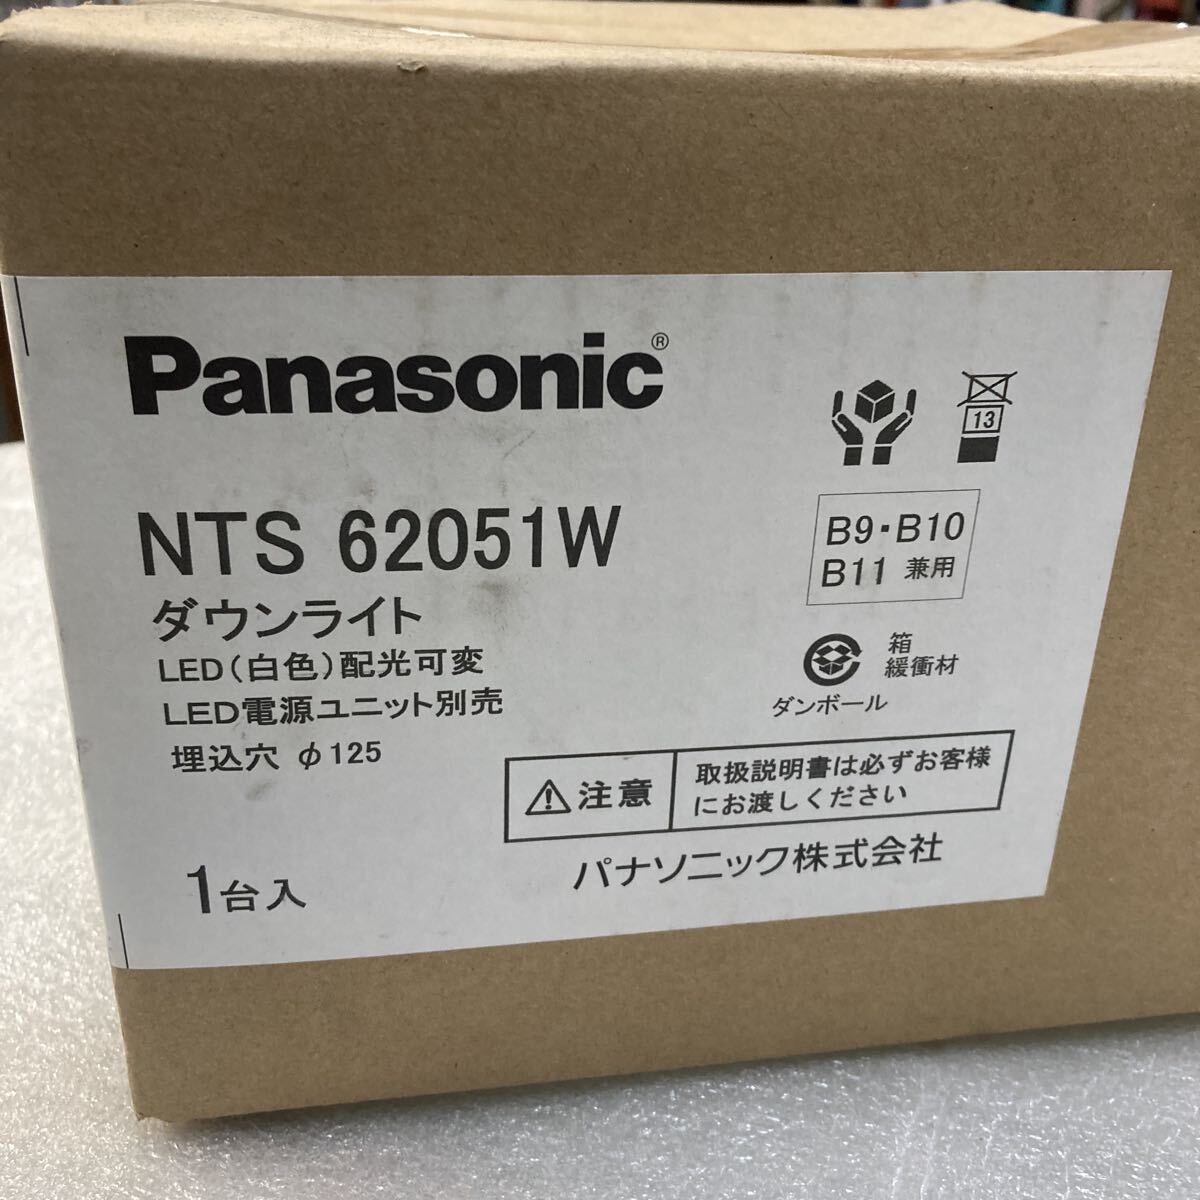 Panasonic®
NTS 62051W
ダウンライト
LED(白色)配光可変
LED電源ユニット別売
埋込穴 φ125
1台入
13
B9・B10
B11 兼用
箱
緩衝材
ダンボール
注意
取扱説明書は必ずお客様
にお渡しください
パナソニック株式会社